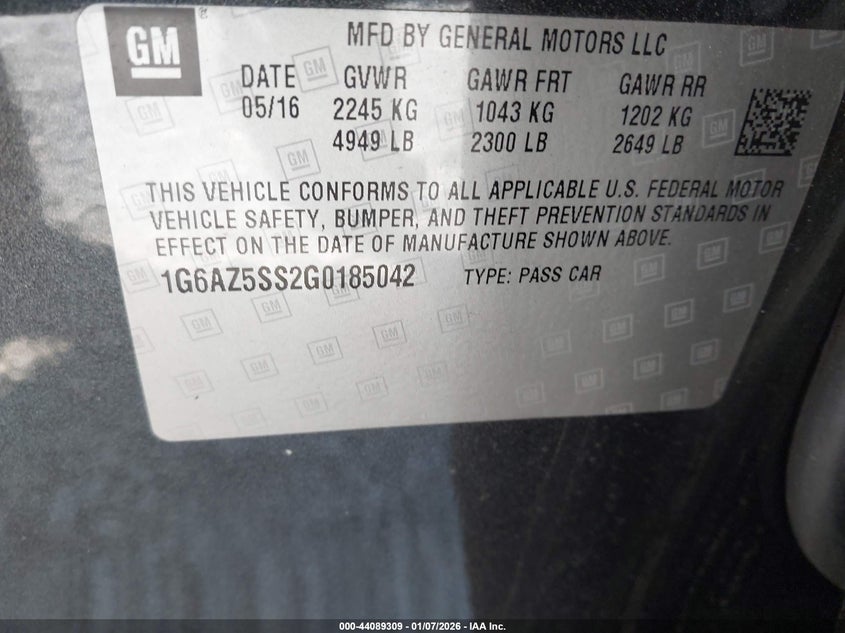 GM
MFD BY GENERAL MOTORS LLC
DATE GVWR GAWR FRT GAWR RR
05/16 2245 KG 1043 KG 1202 KG
4949 LB 2300 LB 2649 LB
THIS VEHICLE CONFORMS TO ALL APPLICABLE U.S. FEDERAL MOTOR
VEHICLE SAFETY, BUMPER, AND THEFT PREVENTION STANDARDS IN
EFFECT ON THE DATE OF MANUFACTURE SHOWN ABOVE.
1G6AZ5SS2G0185042 TYPE: PASS CAR
000-44089309 - 01/07/2026 - IAA Inc.